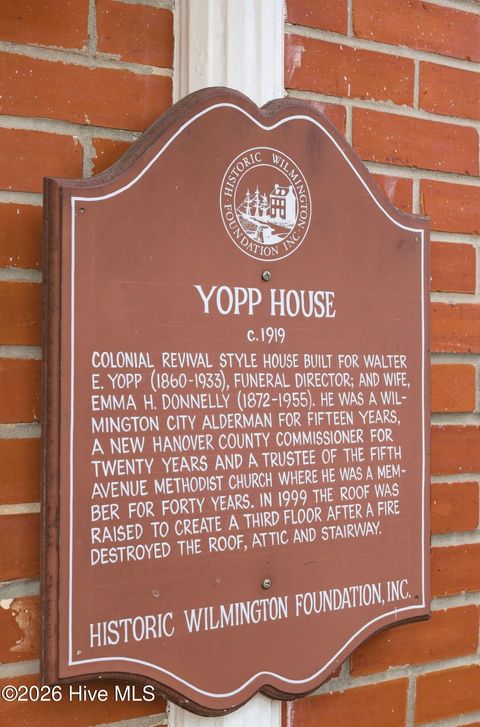 HISTORIC WILMINGTON
FOUNDATION INC.
YOPP HOUSE
c.1919
COLONIAL REVIVAL STYLE HOUSE BUILT FOR WALTER
E. YOPP (1860-1933), FUNERAL DIRECTOR; AND WIFE,
EMMA H. DONNELLY (1872-1955). HE WAS A WIL-
MINGTON CITY ALDERMAN FOR FIFTEEN YEARS,
A NEW HANOVER COUNTY COMMISSIONER FOR
TWENTY YEARS AND A TRUSTEE OF THE FIFTH
AVENUE METHODIST CHURCH WHERE HE WAS A MEM-
BER FOR FORTY YEARS. IN 1999 THE ROOF WAS
RAISED TO CREATE A THIRD FLOOR AFTER A FIRE
DESTROYED THE ROOF, ATTIC AND STAIRWAY.
HISTORIC WILMINGTON FOUNDATION, INC.
©2026 Hive MLS